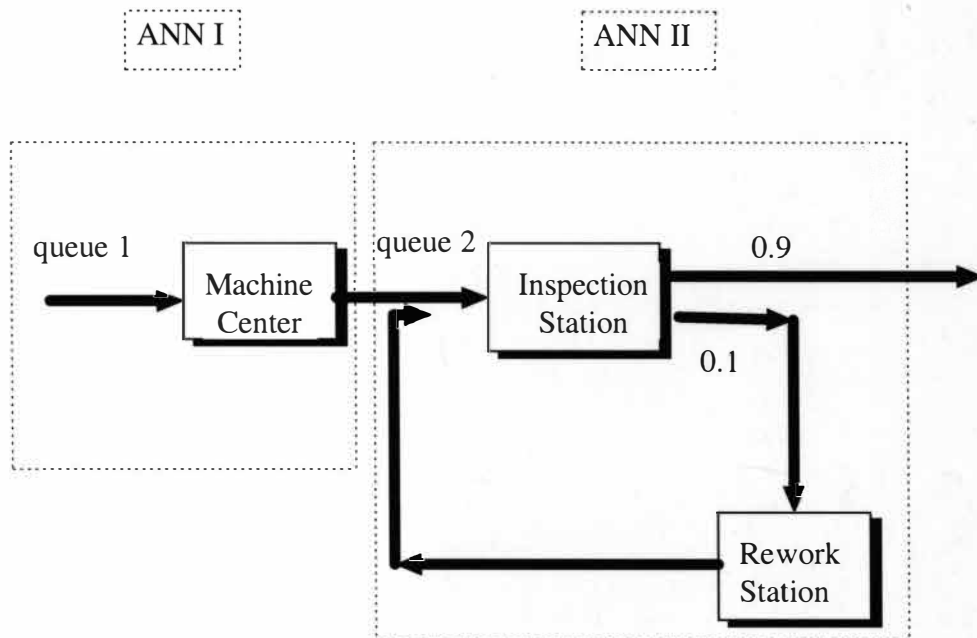 ANN I
ANN II
queue 1
Machine
Center
queue 2
Inspection
Station
0.9
0.1
Rework
Station